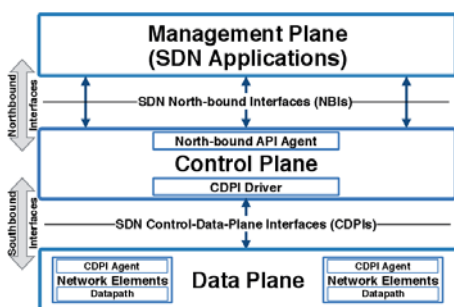 Management Plane
(SDN Applications)
Northbound
Interfaces
SDN North-bound Interfaces (NBIs)
North-bound API Agent
Control Plane
CDPI Driver
Southbound
Interfaces
SDN Control-Data-Plane Interfaces (CDPIs)
CDPI Agent
Network Elements
Datapath
Data Plane
CDPI Agent
Network Elements
Datapath